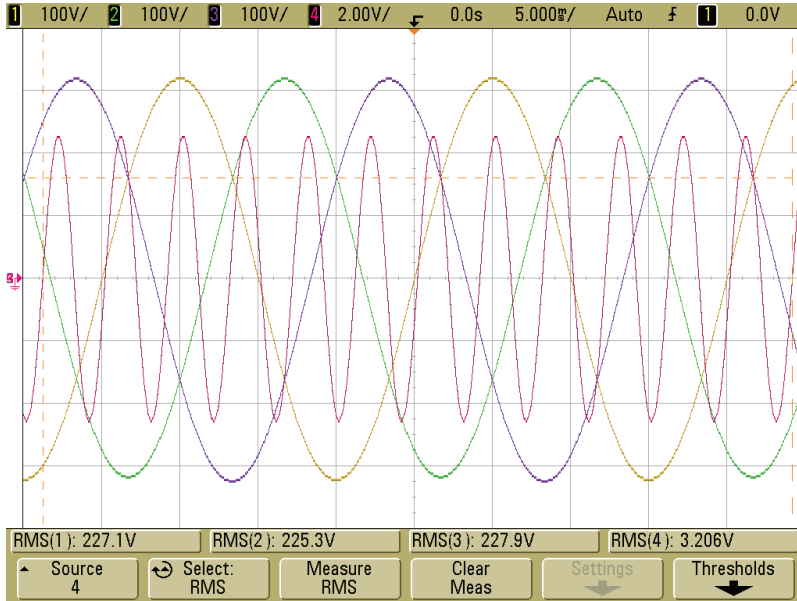 1 100V/ 2 100V/ 3 100V/ 4 2.00V/ 0.0s 5.000㎳/ Auto 1 0.0V
RMS(1): 227.1V RMS(2): 225.3V RMS(3): 227.9V RMS(4): 3.206V
Source Select: Measure Clear Settings Thresholds
4 RMS RMS Meas